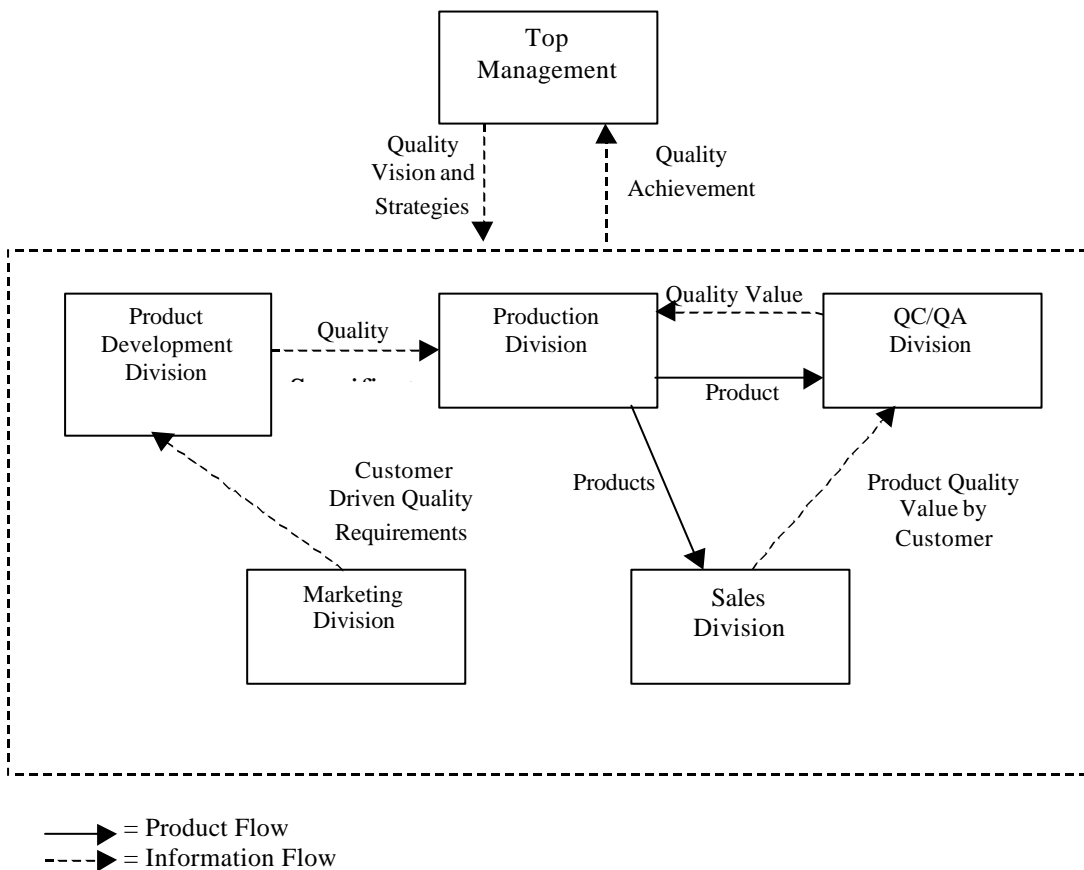 Top
Management
Quality
Vision and
Strategies
Quality
Achievement
Product
Development
Division
Quality
Production
Division
Quality Value
QC/QA
Division
Product
Customer
Driven Quality
Requirements
Products
Product Quality
Value by
Customer
Marketing
Division
Sales
Division
= Product Flow
= Information Flow